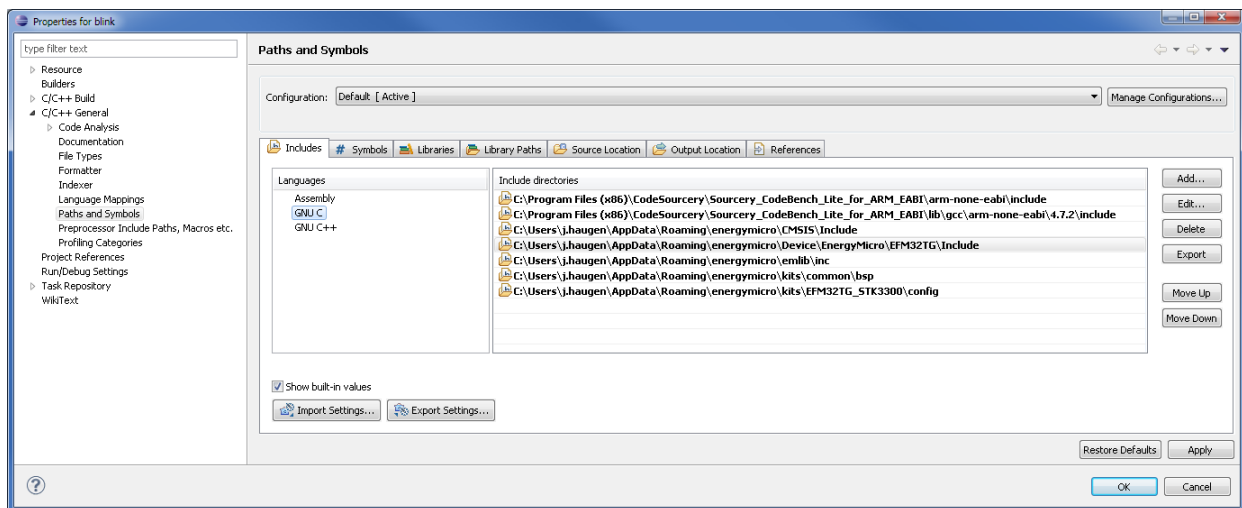 Properties for blink
type filter text
Resource
Builders
C/C++ Build
C/C++ General
Code Analysis
Documentation
File Types
Formatter
Indexer
Language Mappings
Paths and Symbols
Preprocessor Include Paths, Macros etc.
Profiling Categories
Project References
Run/Debug Settings
Task Repository
WikiText
Paths and Symbols
Configuration: Default [ Active ] Manage Configurations...
Includes # Symbols Libraries Library Paths Source Location Output Location References
Languages
Assembly
GNU C
GNU C++
Include directories
C:\Program Files (x86)\CodeSourcery\Sourcery_CodeBench_Lite_for_ARM_EABI\arm-none-eabi\include
C:\Program Files (x86)\CodeSourcery\Sourcery_CodeBench_Lite_for_ARM_EABI\lib\gcc\arm-none-eabi\4.7.2\include
C:\Users\j.haugen\AppData\Roaming\energymicro\CMSIS\Include
C:\Users\j.haugen\AppData\Roaming\energymicro\Device\EnergyMicro\EFM32TG\Include
C:\Users\j.haugen\AppData\Roaming\energymicro\emlib\inc
C:\Users\j.haugen\AppData\Roaming\energymicro\kits\common\bsp
C:\Users\j.haugen\AppData\Roaming\energymicro\kits\EFM32TG_STK3300\config
Add...
Edit...
Delete
Export
Move Up
Move Down
Show built-in values
Import Settings... Export Settings...
Restore Defaults Apply
? OK Cancel